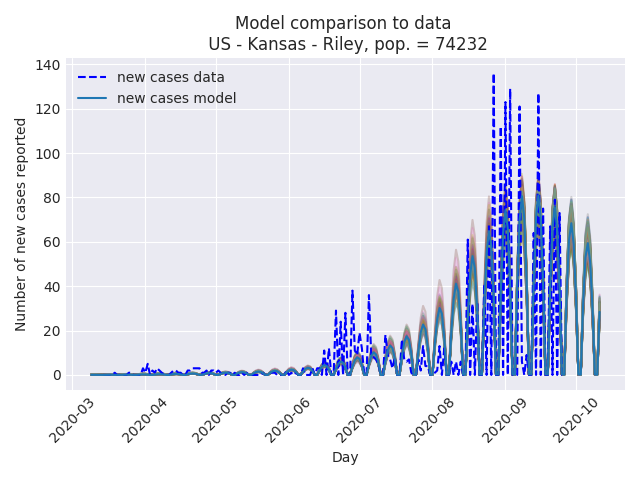 Model comparison to data
US - Kansas - Riley, pop. = 74232
new cases data
new cases model
Number of new cases reported
140
120
100
80
60
40
20
0
2020-03
2020-04
2020-05
2020-06
2020-07
2020-08
2020-09
2020-10
Day